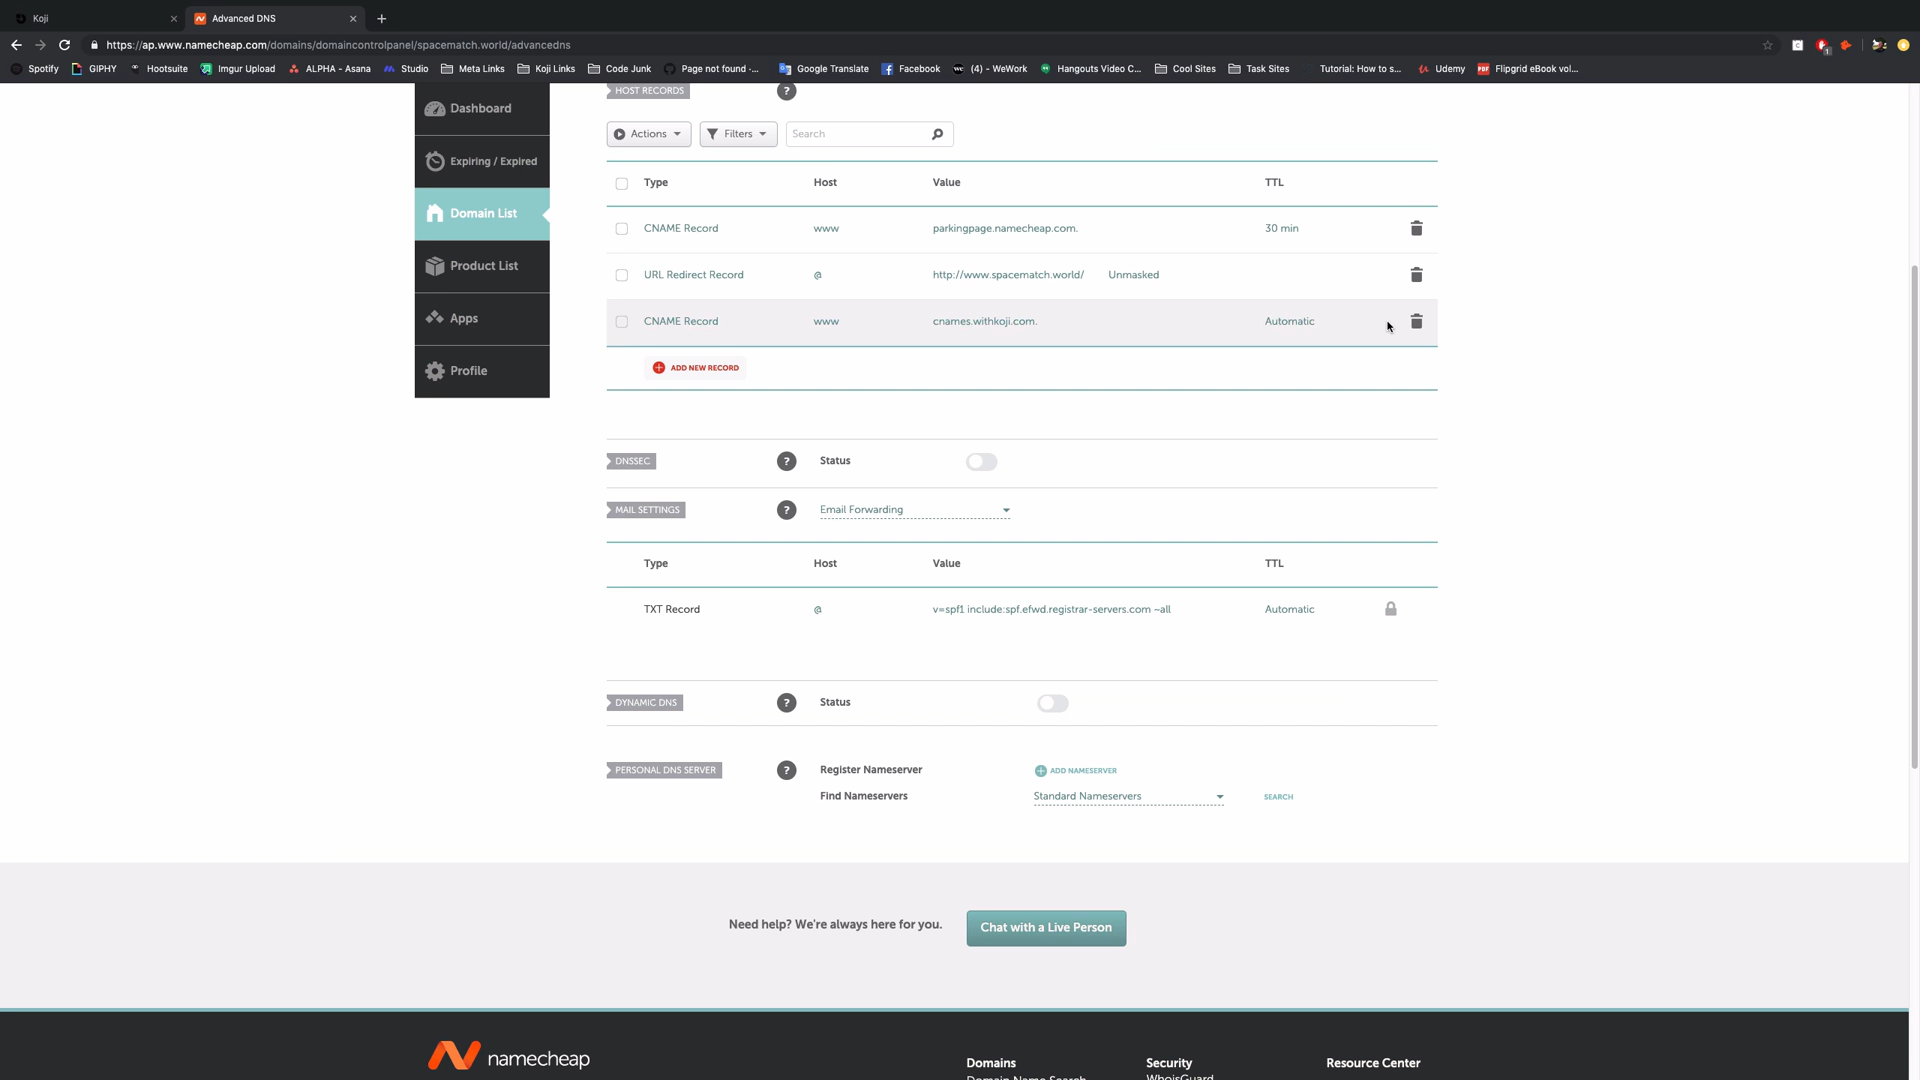 Koji
Advanced DNS
https://ap.www.namecheap.com/domains/domaincontrolpanel/spacematch.world/advancedns
Spotify GIPHY Hootsuite Imgur Upload ALPHA - Asana Studio Meta Links Koji Links Code Junk Page not found -... Google Translate Facebook (4) - WeWork Hangouts Video C... Cool Sites Task Sites Tutorial: How to s... Udemy Flipgrid eBook vol...
Dashboard
Expiring / Expired
Domain List
Product List
Apps
Profile
HOST RECORDS ?
Actions Filters Search
Type Host Value TTL
CNAME Record www parkingpage.namecheap.com. 30 min
URL Redirect Record @ http://www.spacematch.world/ Unmasked
CNAME Record www cnames.withkoji.com. Automatic
ADD NEW RECORD
DNSSEC ? Status
MAIL SETTINGS ? Email Forwarding
Type Host Value TTL
TXT Record @ v=spf1 include:spf.efwd.registrar-servers.com ~all Automatic
DYNAMIC DNS ? Status
PERSONAL DNS SERVER ? Register Nameserver ADD NAMESERVER
Find Nameservers Standard Nameservers SEARCH
Need help? We're always here for you. Chat with a Live Person
namecheap
Domains Security Resource Center
Domain Name Search WhoisGuard